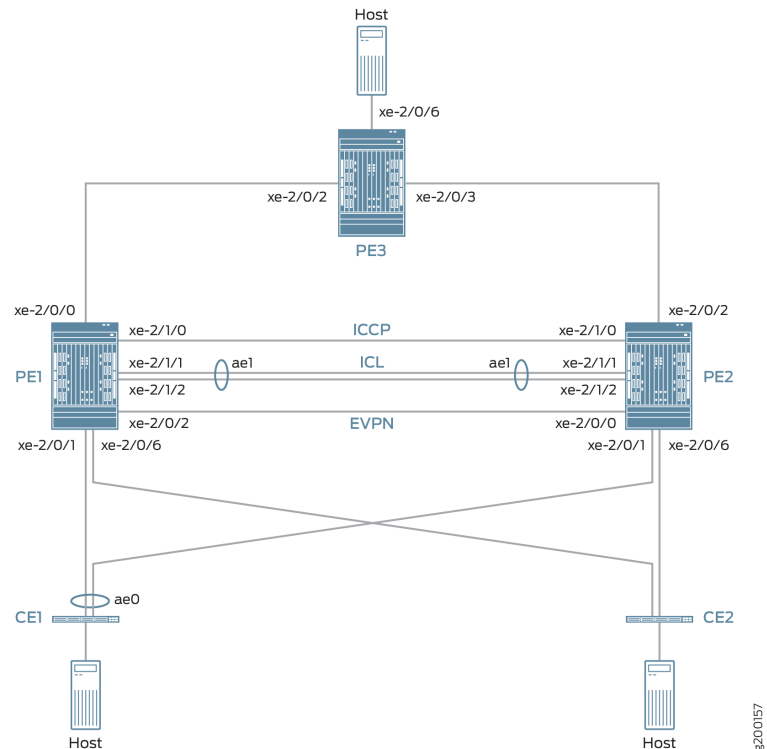 Host
xe-2/0/6
xe-2/0/2
xe-2/0/3
PE3
xe-2/0/0
xe-2/0/2
xe-2/1/0
ICCP
xe-2/1/0
PE1
xe-2/1/1
ae1
ICL
ae1
xe-2/1/1
PE2
xe-2/1/2
xe-2/1/2
xe-2/0/2
EVPN
xe-2/0/0
xe-2/0/1
xe-2/0/6
xe-2/0/1
xe-2/0/6
ae0
CE1
CE2
Host
Host
g200157